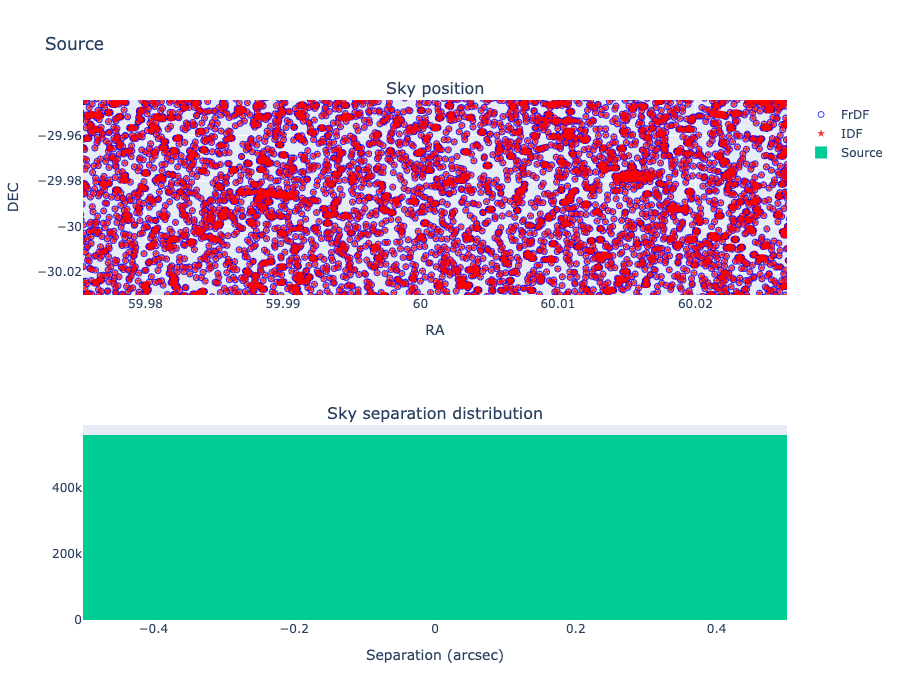 Source
Sky position
FrDF
IDF
Source
DEC
−29.96
−29.98
−30
−30.02
59.98
59.99
60
60.01
60.02
RA
Sky separation distribution
400k
200k
0
−0.4
−0.2
0
0.2
0.4
Separation (arcsec)